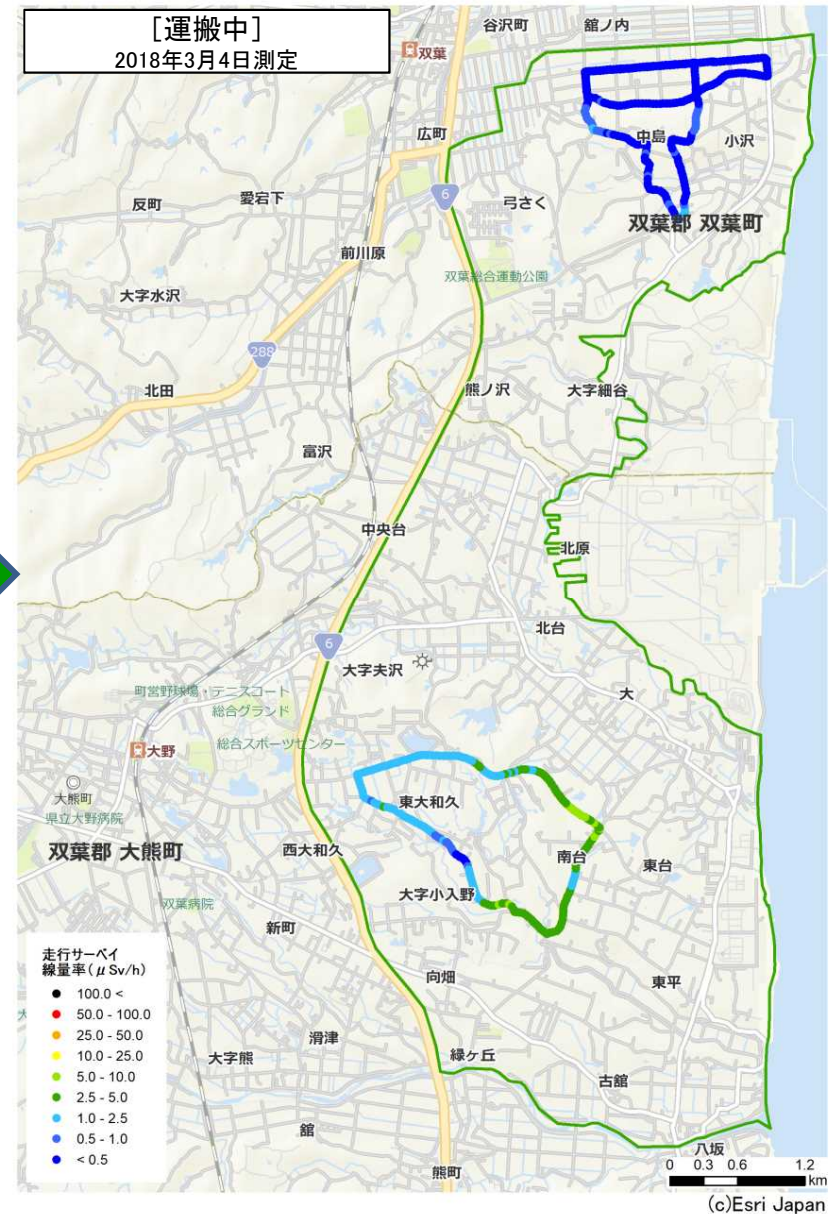 [運搬中]
2018年3月4日測定
谷沢町
舘ノ内
双葉
広町
中島
小沢
6
反町
愛宕下
弓さく
双葉郡 双葉町
前川原
双葉総合運動公園
大字水沢
288
北田
熊ノ沢
大字細谷
富沢
中央台
北原
北台
6
大字夫沢
町営野球場・テニスコート
大
総合グランド
大野
総合スポーツセンター
大熊町
東大和久
県立大野病院
双葉郡 大熊町
西大和久
南台
東台
大字小入野
双葉病院
新町
走行サーベイ
線量率(μSv/h)
100.0 <
50.0 - 100.0
25.0 - 50.0
10.0 - 25.0
5.0 - 10.0
2.5 - 5.0
1.0 - 2.5
0.5 - 1.0
< 0.5
向畑
東平
滑津
大字熊
緑ヶ丘
古舘
舘
八坂
熊町
0 0.3 0.6 1.2
km
(c)Esri Japan